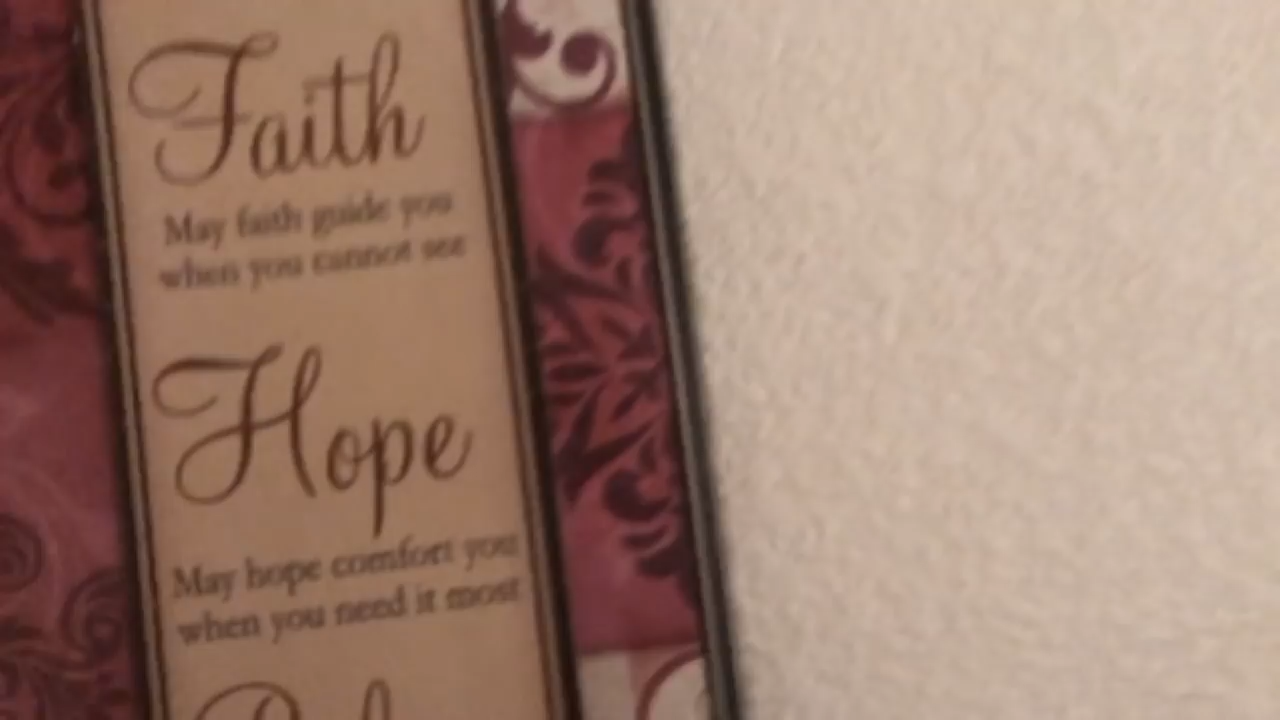 Faith
May faith guide you
when you cannot see
Hope
May hope comfort you
when you need it most